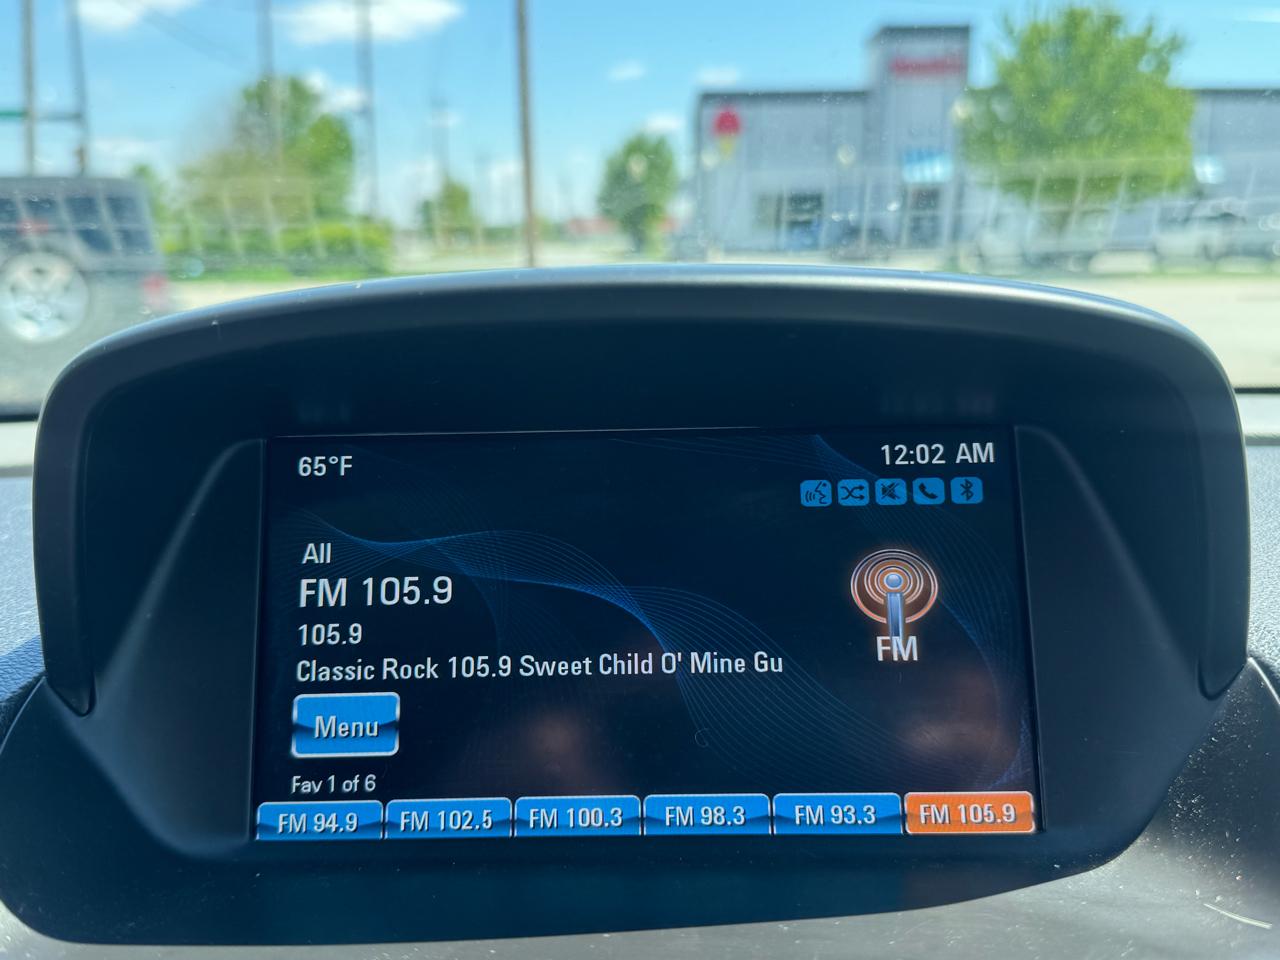 65°F
12:02 AM
All
FM 105.9
105.9
Classic Rock 105.9 Sweet Child O' Mine Gu
FM
Menu
Fav 1 of 6
FM 94.9
FM 102.5
FM 100.3
FM 98.3
FM 93.3
FM 105.9